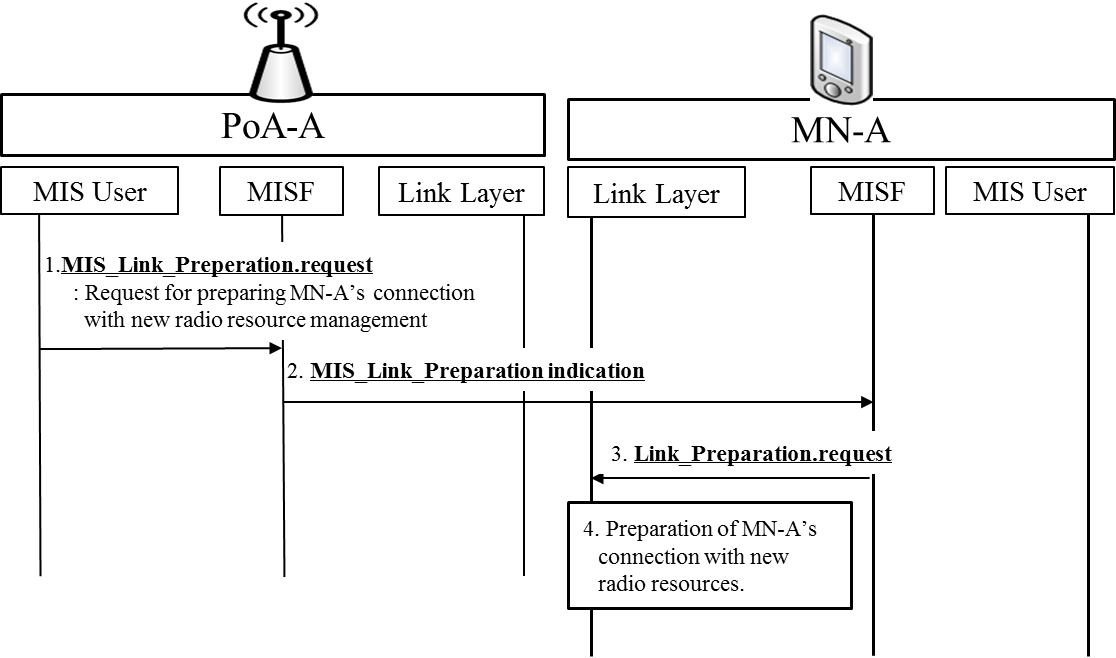 PoA-A
MN-A
MIS User
MISF
Link Layer
Link Layer
MISF
MIS User
1.MIS_Link_Preperation.request
: Request for preparing MN-A's connection
with new radio resource management
2. MIS_Link_Preparation indication
3. Link_Preparation.request
4. Preparation of MN-A's
connection with new
radio resources.